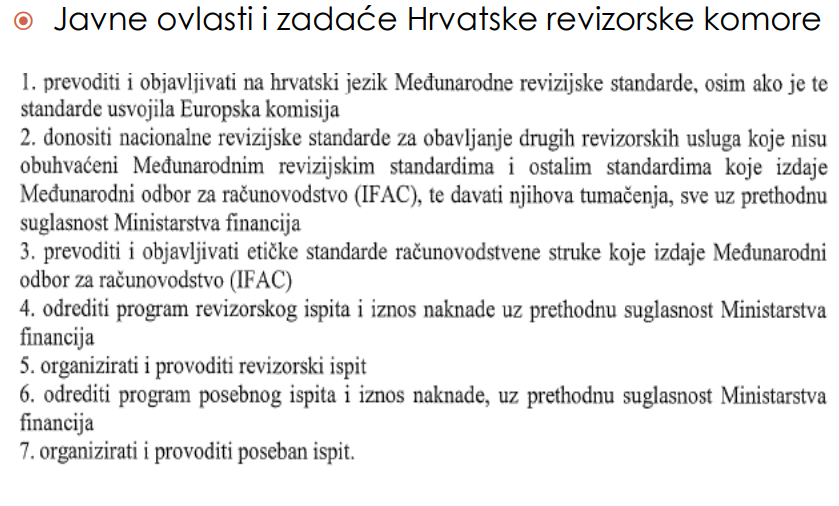 Javne ovlasti i zadaće Hrvatske revizorske komore
1. prevoditi i objavljivati na hrvatski jezik Međunarodne revizijske standarde, osim ako je te
standarde usvojila Europska komisija
2. donositi nacionalne revizijske standarde za obavljanje drugih revizorskih usluga koje nisu
obuhvaćeni Međunarodnim revizijskim standardima i ostalim standardima koje izdaje
Međunarodni odbor za računovodstvo (IFAC), te davati njihova tumačenja, sve uz prethodnu
suglasnost Ministarstva financija
3. prevoditi i objavljivati etičke standarde računovodstvene struke koje izdaje Međunarodni
odbor za računovodstvo (IFAC)
4. odrediti program revizorskog ispita i iznos naknade uz prethodnu suglasnost Ministarstva
financija
5. organizirati i provoditi revizorski ispit
6. odrediti program posebnog ispita i iznos naknade, uz prethodnu suglasnost Ministarstva
financija
7. organizirati i provoditi poseban ispit.